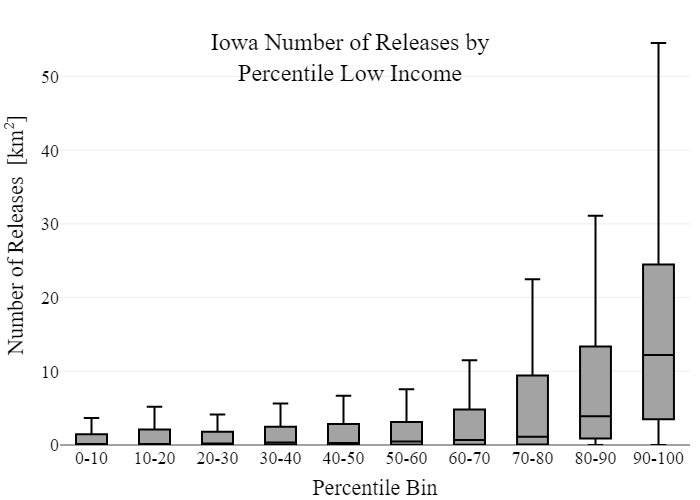 Iowa Number of Releases by
Percentile Low Income
Number of Releases [km²]
50
40
30
20
10
0
0-10 10-20 20-30 30-40 40-50 50-60 60-70 70-80 80-90 90-100
Percentile Bin